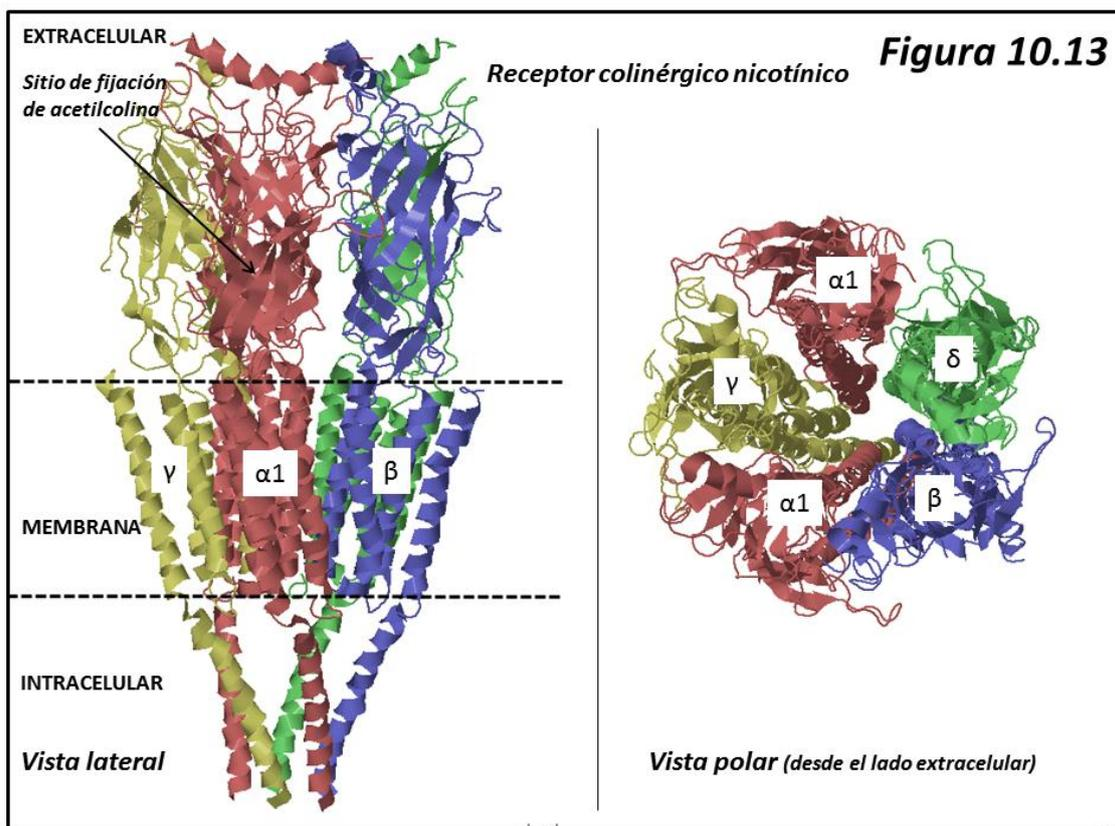 EXTRACELULAR
Figura 10.13
Sitio de fijación
de acetilcolina
Receptor colinérgico nicotínico
γ
α1
β
MEMBRANA
INTRACELULAR
Vista lateral
α1
δ
γ
α1
β
Vista polar (desde el lado extracelular)